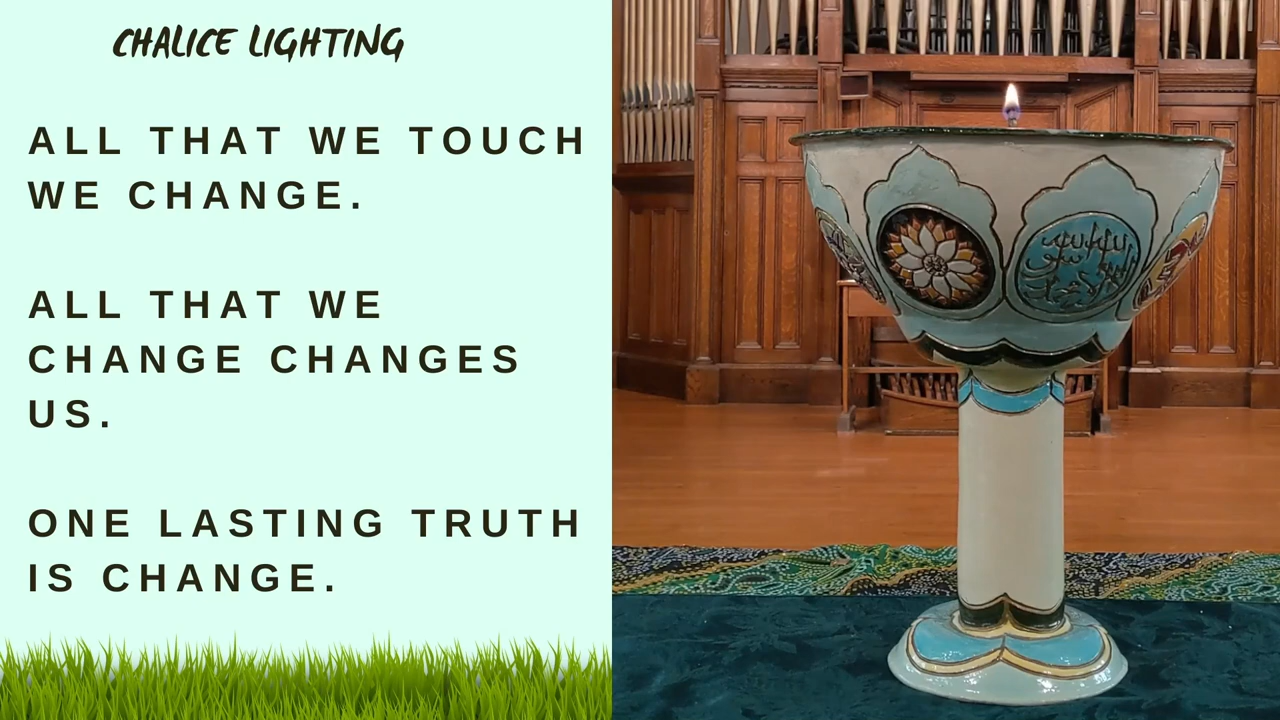 CHALICE LIGHTING
ALL THAT WE TOUCH
WE CHANGE.
ALL THAT WE
CHANGE CHANGES
US.
ONE LASTING TRUTH
IS CHANGE.